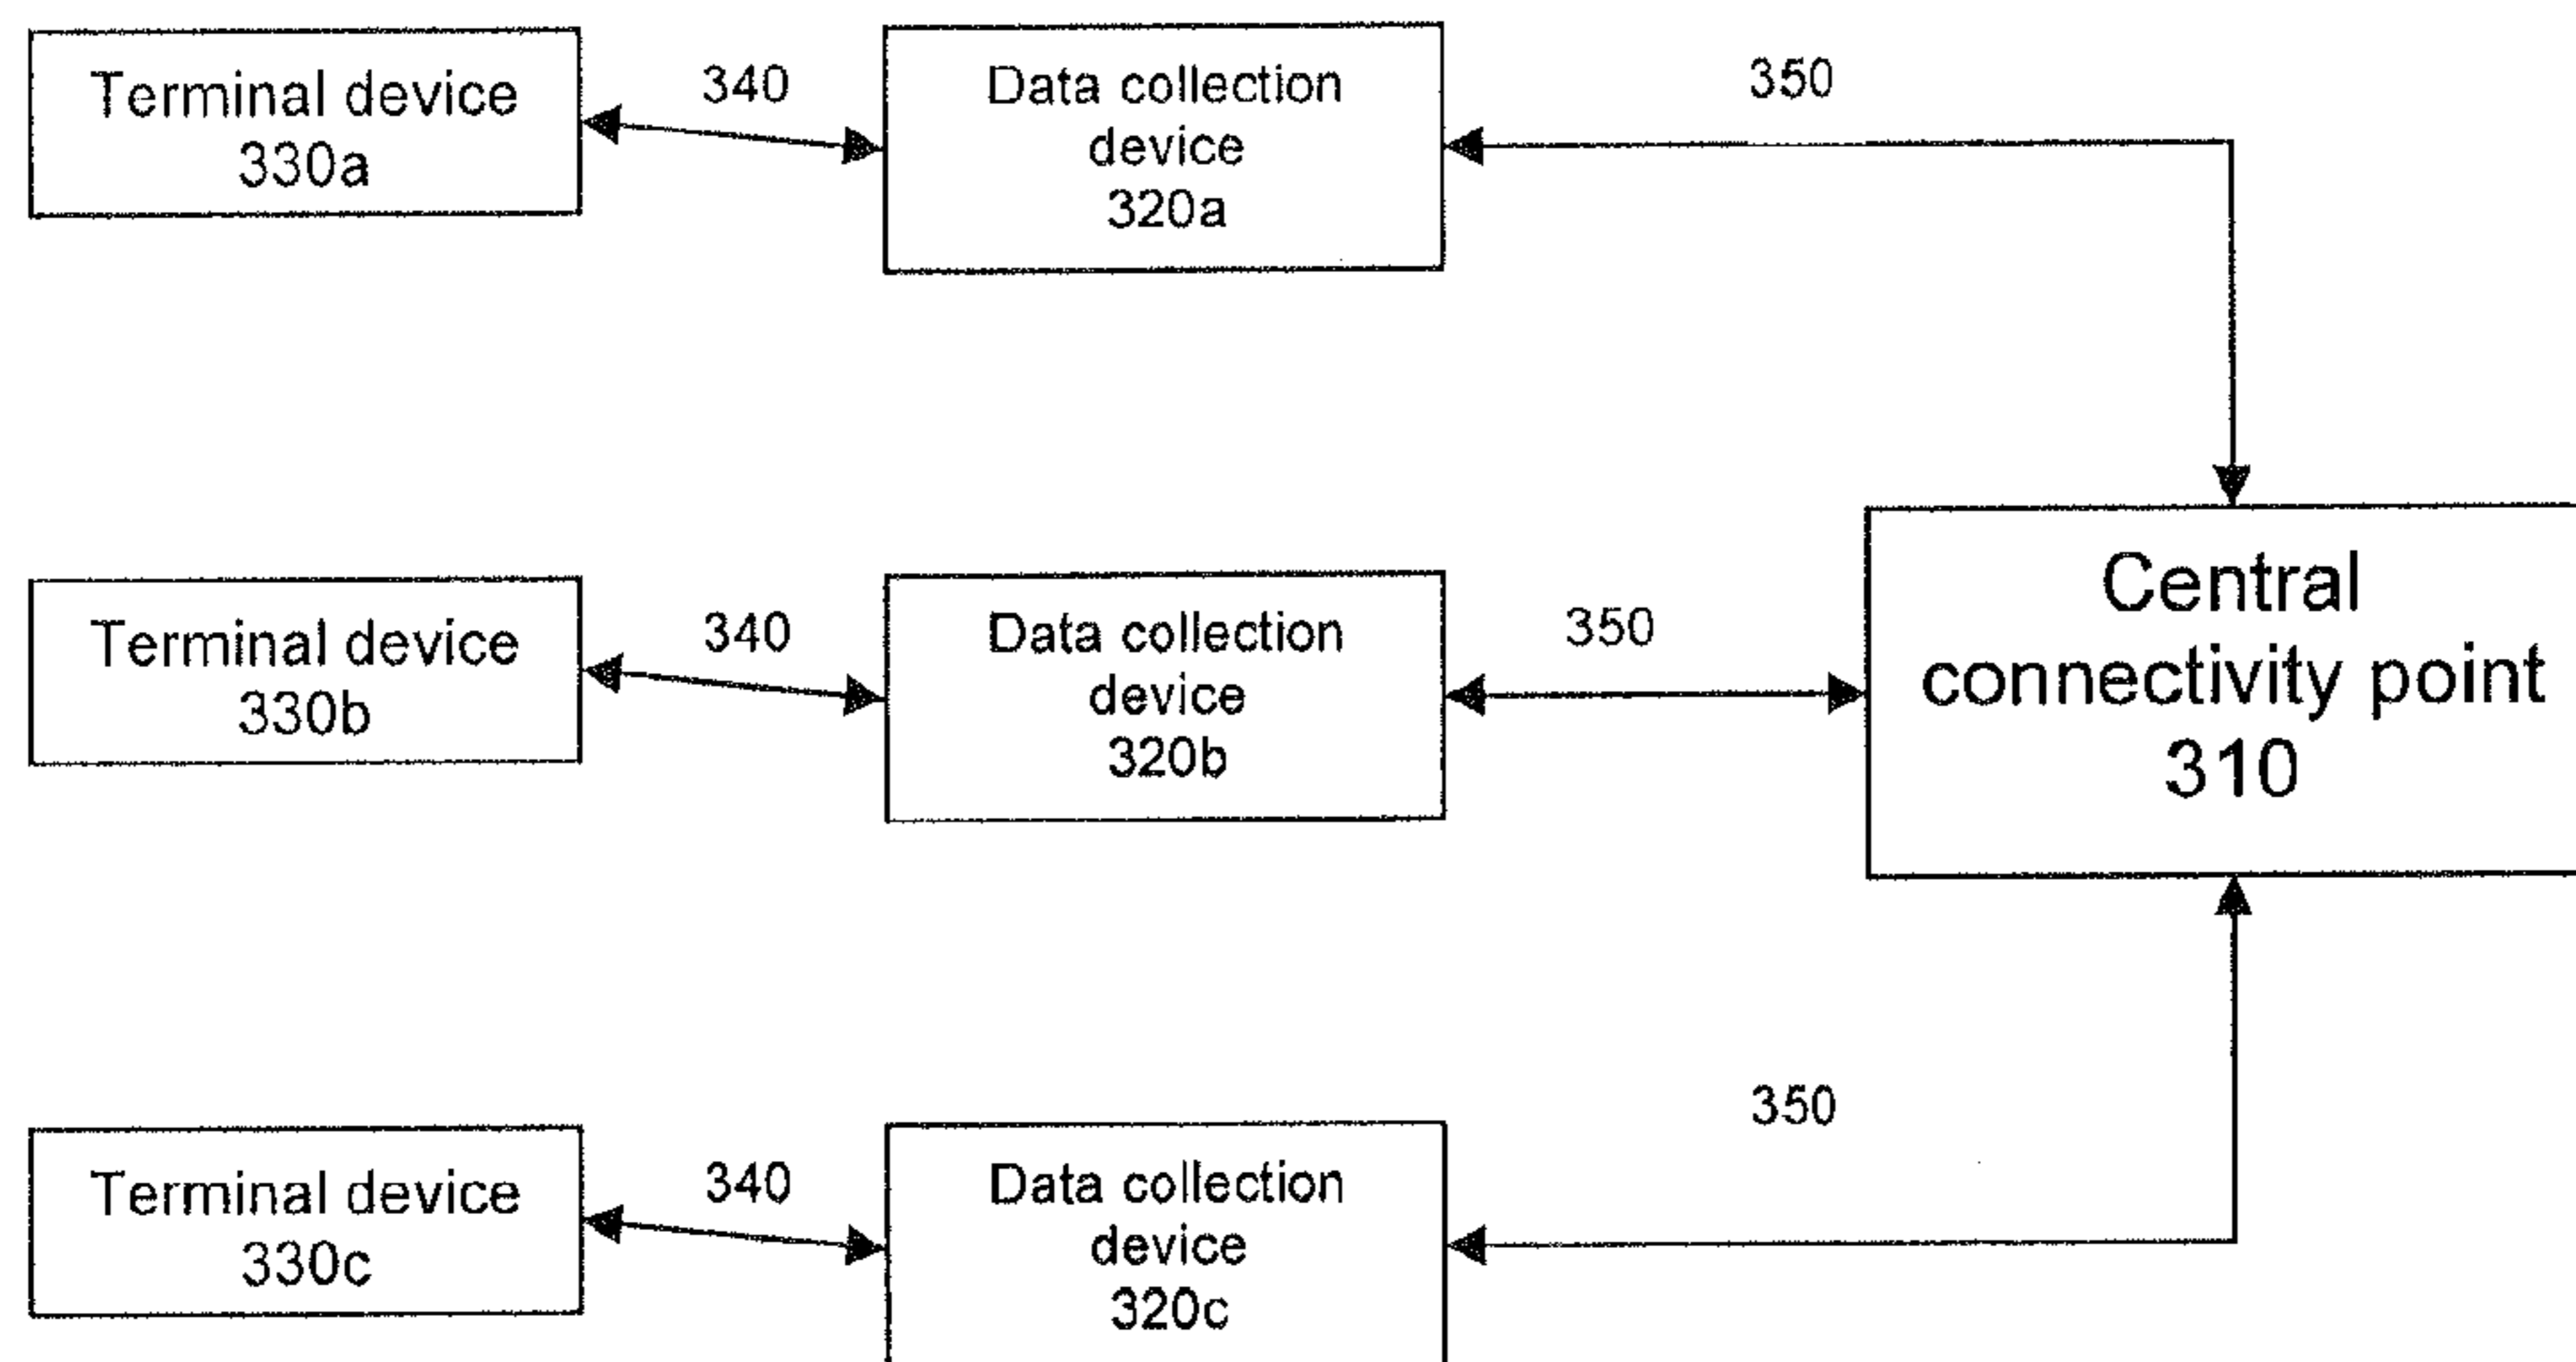 Terminal device
330a
340
Data collection
device
320a
350
Terminal device
330b
340
Data collection
device
320b
350
Central
connectivity point
310
Terminal device
330c
340
Data collection
device
320c
350